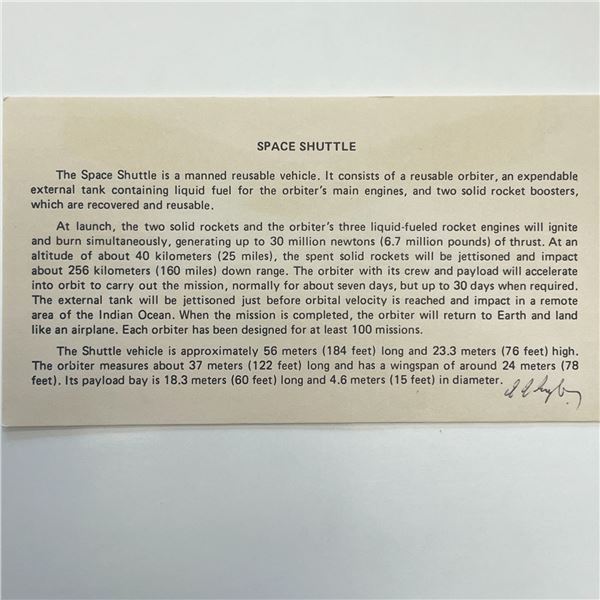 SPACE SHUTTLE
The Space Shuttle is a manned reusable vehicle. It consists of a reusable orbiter, an expendable
external tank containing liquid fuel for the orbiter's main engines, and two solid rocket boosters,
which are recovered and reusable.
At launch, the two solid rockets and the orbiter's three liquid-fueled rocket engines will ignite
and burn simultaneously, generating up to 30 million newtons (6.7 million pounds) of thrust. At an
altitude of about 40 kilometers (25 miles), the spent solid rockets will be jettisoned and impact
about 256 kilometers (160 miles) down range. The orbiter with its crew and payload will accelerate
into orbit to carry out the mission, normally for about seven days, but up to 30 days when required.
The external tank will be jettisoned just before orbital velocity is reached and impact in a remote
area of the Indian Ocean. When the mission is completed, the orbiter will return to Earth and land
like an airplane. Each orbiter has been designed for at least 100 missions.
The Shuttle vehicle is approximately 56 meters (184 feet) long and 23.3 meters (76 feet) high.
The orbiter measures about 37 meters (122 feet) long and has a wingspan of around 24 meters (78
feet). Its payload bay is 18.3 meters (60 feet) long and 4.6 meters (15 feet) in diameter.